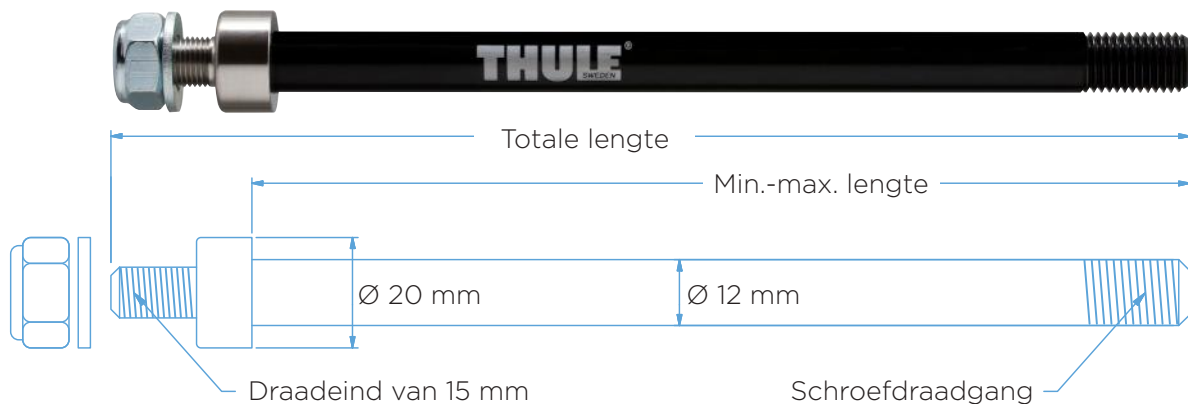 THULE®
SWEDEN
Totale lengte
Min.-max. lengte
Ø 20 mm
Ø 12 mm
Draadeind van 15 mm
Schroefdraadgang